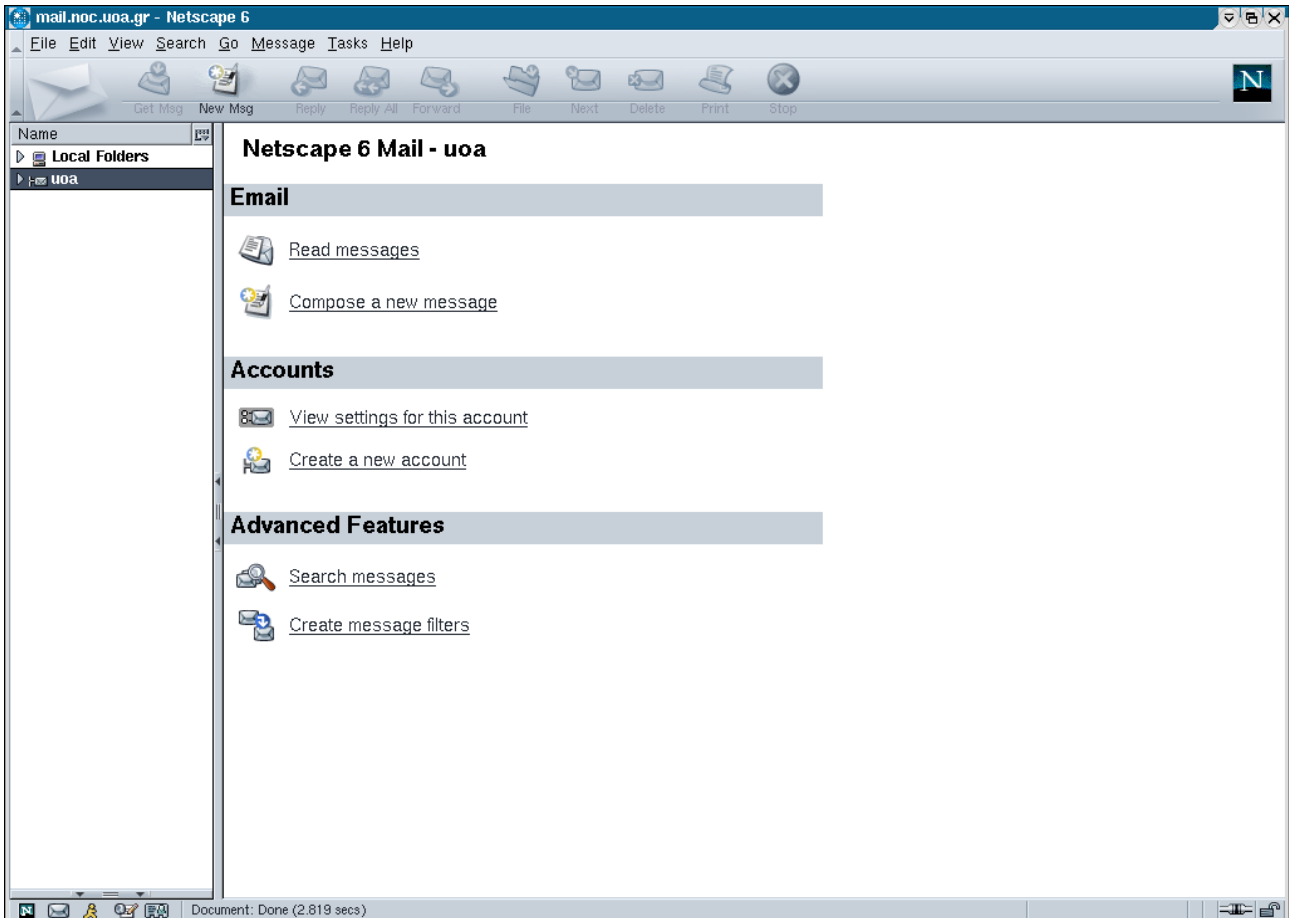 mail.noc.uoa.gr - Netscape 6
File Edit View Search Go Message Tasks Help
Get Msg New Msg Reply Reply All Forward File Next Delete Print Stop
N
Name
Local Folders
uoa
Netscape 6 Mail - uoa
Email
Read messages
Compose a new message
Accounts
View settings for this account
Create a new account
Advanced Features
Search messages
Create message filters
N
Document: Done (2.819 secs)